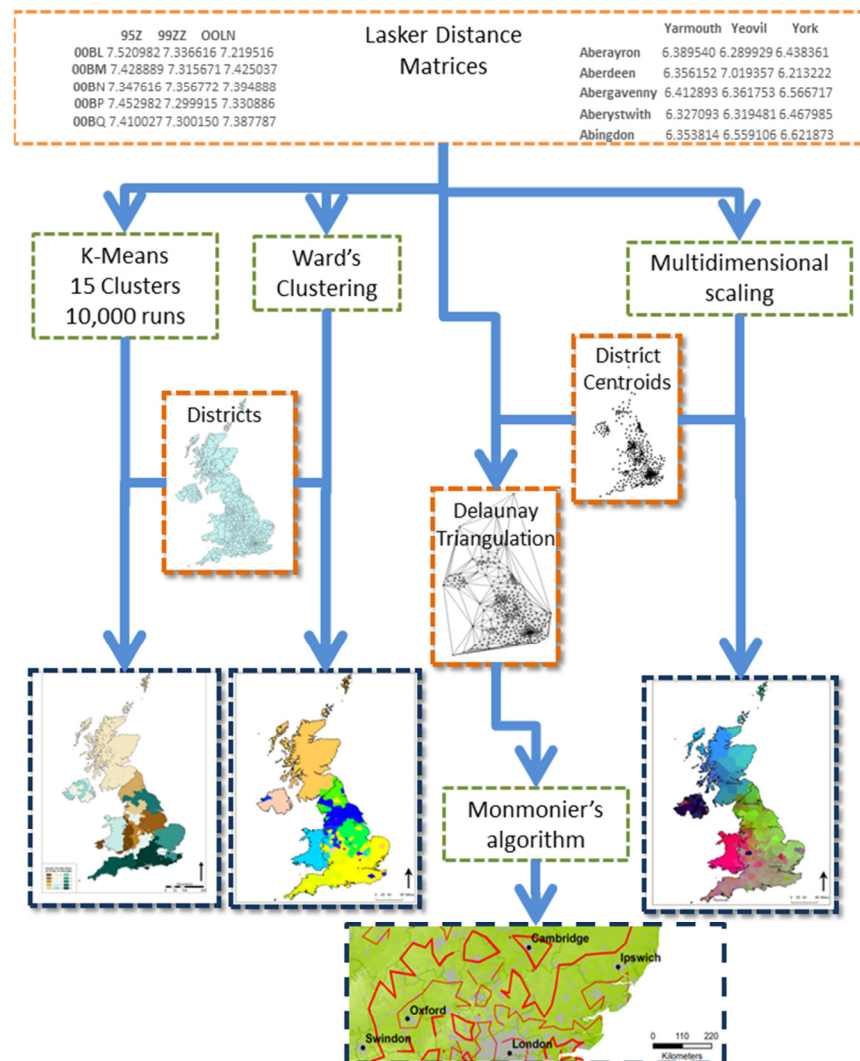 Lasker Distance
Matrices
95Z 99ZZ OOLN
00BL 7.520982 7.336616 7.219516
00BM 7.428889 7.315671 7.425037
00BN 7.347616 7.356772 7.394888
00BP 7.452982 7.299915 7.330886
00BQ 7.410027 7.300150 7.387787
Yarmouth Yeovil York
Aberayron 6.389540 6.289929 6.438361
Aberdeen 6.356152 7.019357 6.213222
Abergavenny 6.412893 6.361753 6.566717
Aberystwith 6.327093 6.319481 6.467985
Abingdon 6.353814 6.559106 6.621873
K-Means
15 Clusters
10,000 runs
Ward's
Clustering
Multidimensional
scaling
Districts
District
Centroids
Delaunay
Triangulation
Monmonier's
algorithm
Cambridge
Ipswich
Oxford
Swindon
London
0 110 220
Kilometers